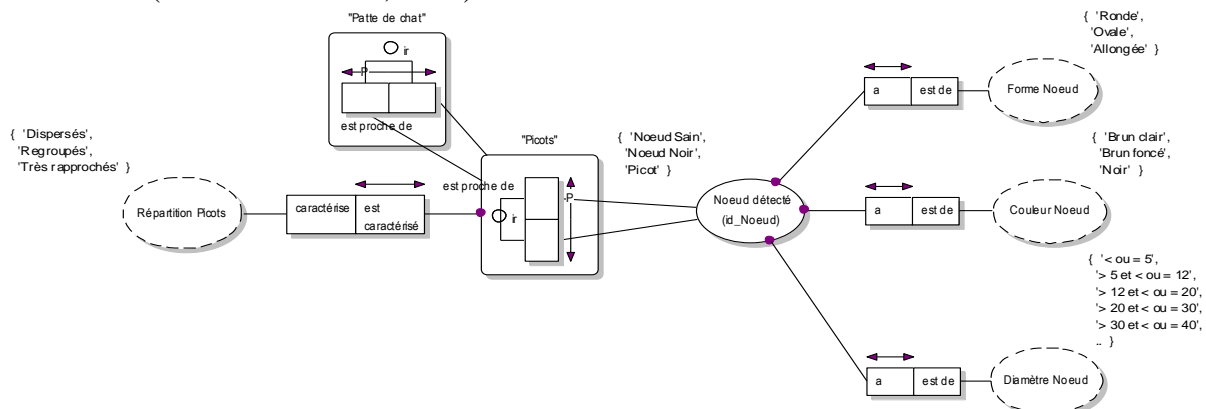 "Patte de chat"
ir
P
est proche de
{ 'Dispersés',
'Regroupés',
'Très rapprochés' }
Répartition Picots
caractérise
est
caractérisé
"Picots"
est proche de
ir
P
{ 'Noeud Sain',
'Noeud Noir',
'Picot' }
Noeud détecté
(id_Noeud)
{ 'Ronde',
'Ovale',
'Allongée' }
a
est de
Forme Noeud
{ 'Brun clair',
'Brun foncé',
'Noir' }
a
est de
Couleur Noeud
{ '< ou = 5',
'> 5 et < ou = 12',
'> 12 et < ou = 20',
'> 20 et < ou = 30',
'> 30 et < ou = 40',
.. }
a
est de
Diamètre Noeud